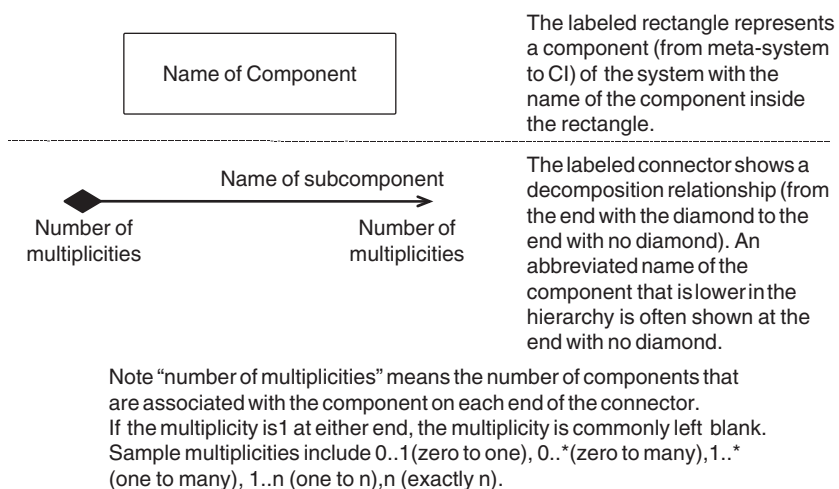 Name of Component
The labeled rectangle represents
a component (from meta-system
to CI) of the system with the
name of the component inside
the rectangle.
Name of subcomponent
Number of
multiplicities
Number of
multiplicities
The labeled connector shows a
decomposition relationship (from
the end with the diamond to the
end with no diamond). An
abbreviated name of the
component that is lower in the
hierarchy is often shown at the
end with no diamond.
Note “number of multiplicities” means the number of components that
are associated with the component on each end of the connector.
If the multiplicity is 1 at either end, the multiplicity is commonly left blank.
Sample multiplicities include 0..1(zero to one), 0..*(zero to many),1..*
(one to many), 1..n (one to n),n (exactly n).